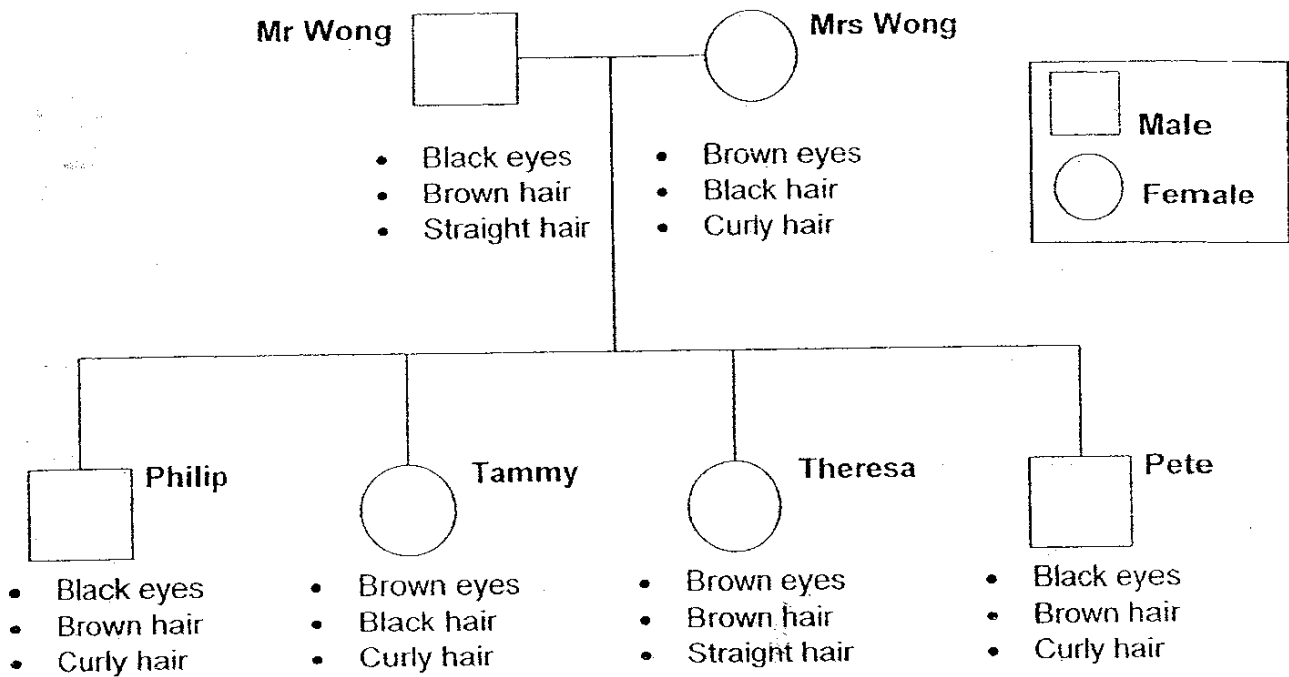 Mr Wong
Mrs Wong
Male
Female
• Black eyes
• Brown hair
• Straight hair
• Brown eyes
• Black hair
• Curly hair
Philip
Tammy
Theresa
Pete
• Black eyes
• Brown hair
• Curly hair
• Brown eyes
• Black hair
• Curly hair
• Brown eyes
• Brown hair
• Straight hair
• Black eyes
• Brown hair
• Curly hair